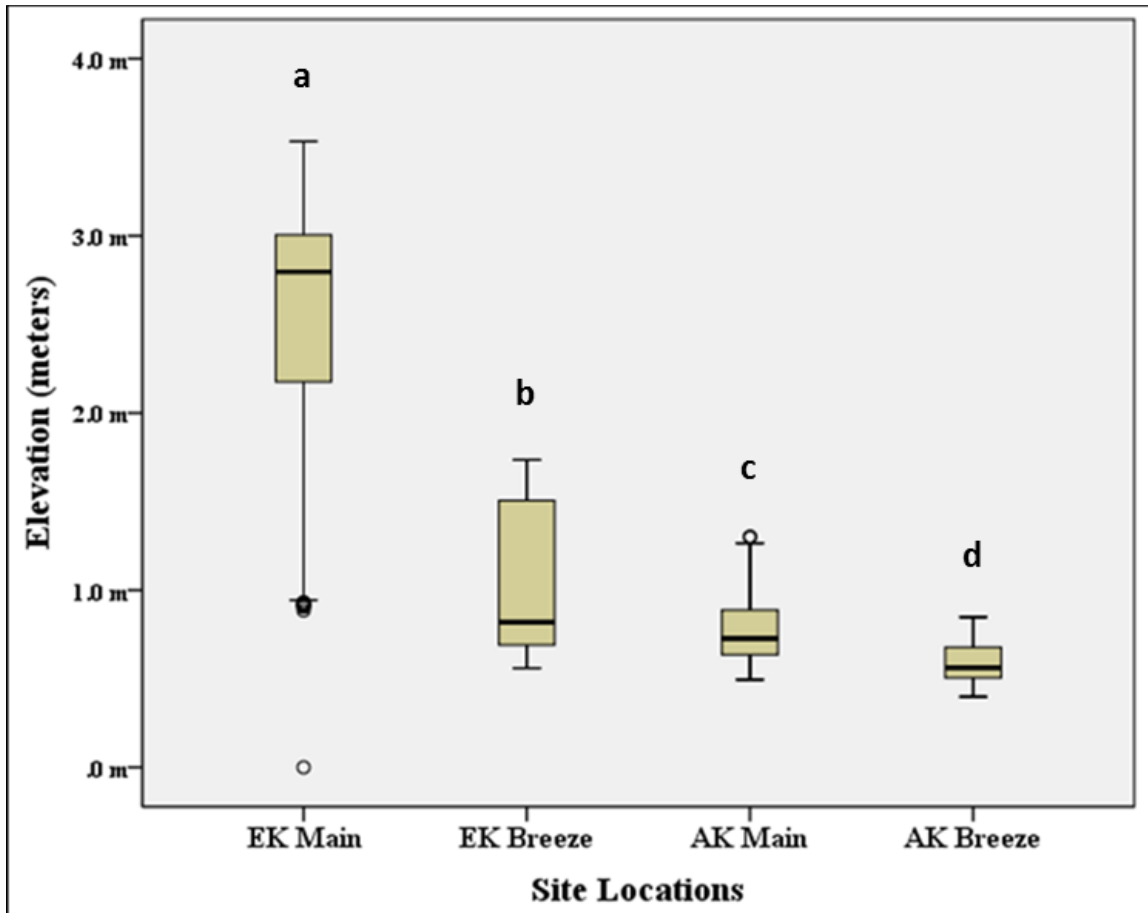 4.0 m
a
3.0 m
b
2.0 m
c
d
1.0 m
.0 m
Elevation (meters)
EK Main EK Breeze AK Main AK Breeze
Site Locations